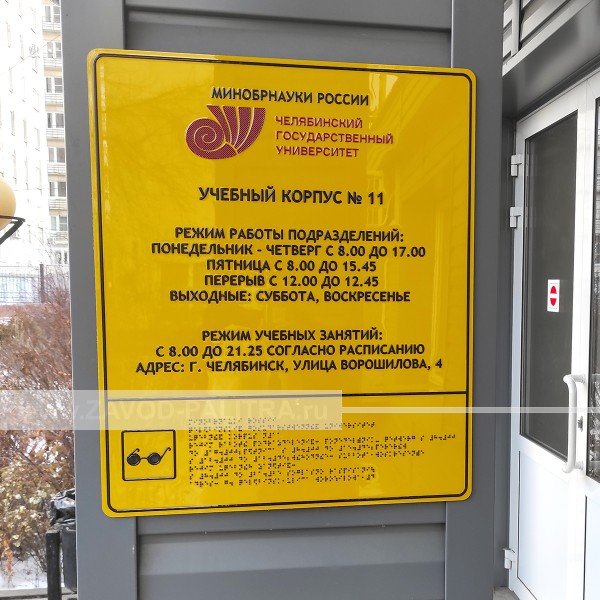 МИНОБРНАУКИ РОССИИ
ЧЕЛЯБИНСКИЙ
ГОСУДАРСТВЕННЫЙ
УНИВЕРСИТЕТ
УЧЕБНЫЙ КОРПУС № 11
РЕЖИМ РАБОТЫ ПОДРАЗДЕЛЕНИЙ:
ПОНЕДЕЛЬНИК - ЧЕТВЕРГ С 8.00 ДО 17.00
ПЯТНИЦА С 8.00 ДО 15.45
ПЕРЕРЫВ С 12.00 ДО 12.45
ВЫХОДНЫЕ: СУББОТА, ВОСКРЕСЕНЬЕ
РЕЖИМ УЧЕБНЫХ ЗАНЯТИЙ:
С 8.00 ДО 21.25 СОГЛАСНО РАСПИСАНИЮ
АДРЕС: Г. ЧЕЛЯБИНСК, УЛИЦА ВОРОШИЛОВА, 4